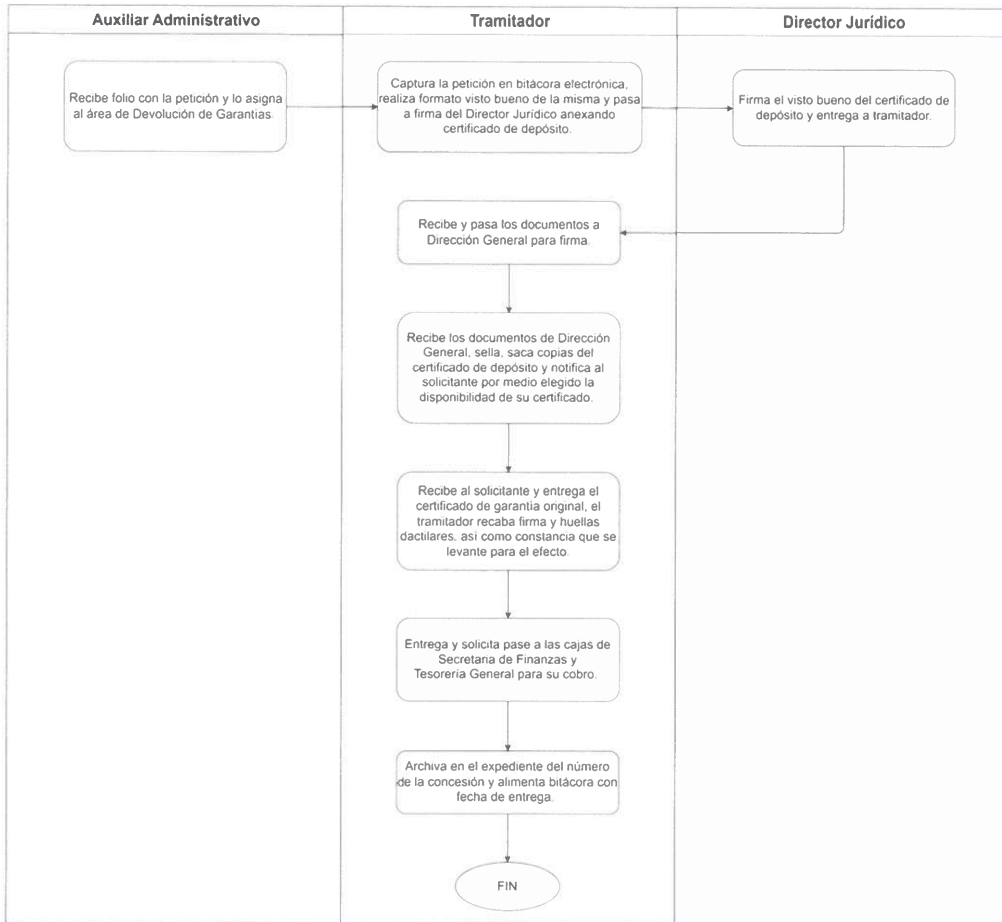 Auxiliar Administrativo
Tramitador
Director Jurídico
Recibe folio con la petición y lo asigna
al área de Devolución de Garantías.
Captura la petición en bitácora electrónica,
realiza formato visto bueno de la misma y pasa
a firma del Director Jurídico anexando
certificado de depósito.
Firma el visto bueno del certificado de
depósito y entrega a tramitador.
Recibe y pasa los documentos a
Dirección General para firma.
Recibe los documentos de Dirección
General, sella, saca copias del
certificado de depósito y notifica al
solicitante por medio elegido la
disponibilidad de su certificado.
Recibe al solicitante y entrega el
certificado de garantía original, el
tramitador recaba firma y huellas
dactilares, así como constancia que se
levante para el efecto.
Entrega y solicita pase a las cajas de
Secretaria de Finanzas y
Tesorería General para su cobro.
Archiva en el expediente del número
de la concesión y alimenta bitácora con
fecha de entrega.
FIN